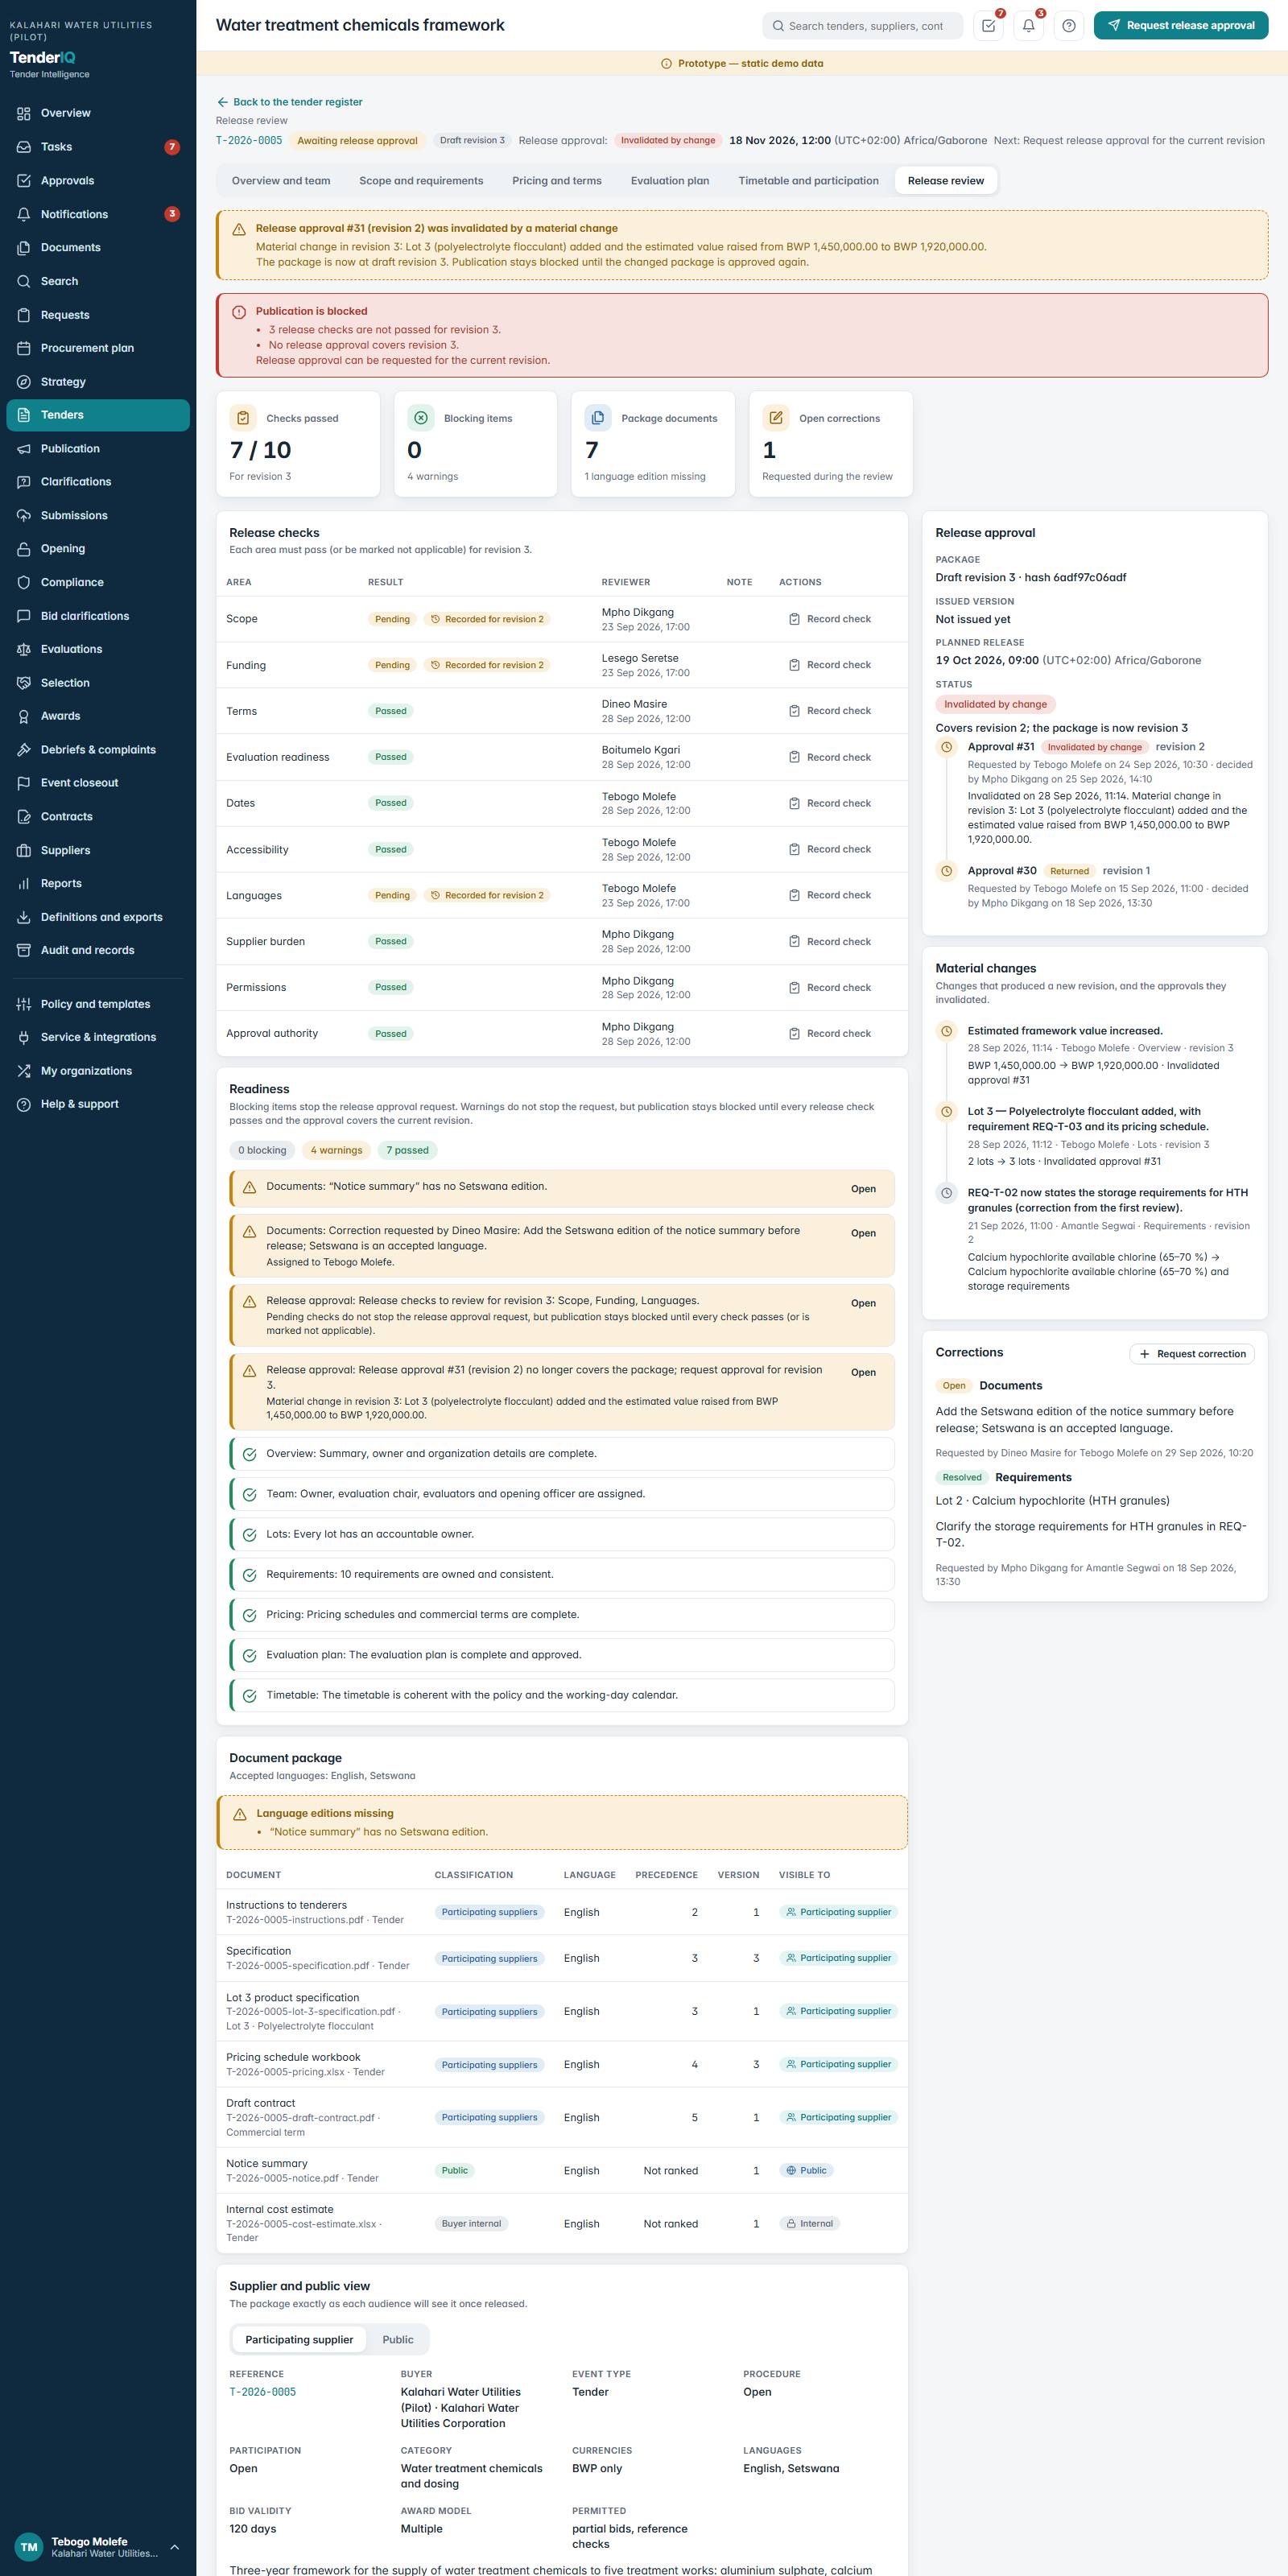 KALAHARI WATER UTILITIES
(PILOT)
TenderIQ
Tender Intelligence
Overview
Tasks 7
Approvals
Notifications 3
Documents
Search
Requests
Procurement plan
Strategy
Tenders
Publication
Clarifications
Submissions
Opening
Compliance
Bid clarifications
Evaluations
Selection
Awards
Debriefs & complaints
Event closeout
Contracts
Suppliers
Reports
Definitions and exports
Audit and records
Policy and templates
Service & integrations
My organizations
Help & support
TM
Tebogo Molefe
Kalahari Water Utilities...
Water treatment chemicals framework
Search tenders, suppliers, cont
7
3
Request release approval
Prototype — static demo data
Back to the tender register
Release review
T-2026-0005 Awaiting release approval Draft revision 3 Release approval: Invalidated by change 18 Nov 2026, 12:00 (UTC+02:00) Africa/Gaborone Next: Request release approval for the current revision
Overview and team Scope and requirements Pricing and terms Evaluation plan Timetable and participation Release review
Release approval #31 (revision 2) was invalidated by a material change
Material change in revision 3: Lot 3 (polyelectrolyte flocculant) added and the estimated value raised from BWP 1,450,000.00 to BWP 1,920,000.00.
The package is now at draft revision 3. Publication stays blocked until the changed package is approved again.
Publication is blocked
• 3 release checks are not passed for revision 3.
• No release approval covers revision 3.
Release approval can be requested for the current revision.
Checks passed
7 / 10
For revision 3
Blocking items
0
4 warnings
Package documents
7
1 language edition missing
Open corrections
1
Requested during the review
Release checks
Each area must pass (or be marked not applicable) for revision 3.
AREA RESULT REVIEWER NOTE ACTIONS
Scope Pending Recorded for revision 2 Mpho Dikgang Record check
23 Sep 2026, 17:00
Funding Pending Recorded for revision 2 Lesego Seretse Record check
23 Sep 2026, 17:00
Terms Passed Dineo Masire Record check
28 Sep 2026, 12:00
Evaluation readiness Passed Boitumelo Kgari Record check
28 Sep 2026, 12:00
Dates Passed Tebogo Molefe Record check
28 Sep 2026, 12:00
Accessibility Passed Tebogo Molefe Record check
28 Sep 2026, 12:00
Languages Pending Recorded for revision 2 Tebogo Molefe Record check
23 Sep 2026, 17:00
Supplier burden Passed Mpho Dikgang Record check
28 Sep 2026, 12:00
Permissions Passed Mpho Dikgang Record check
28 Sep 2026, 12:00
Approval authority Passed Mpho Dikgang Record check
28 Sep 2026, 12:00
Readiness
Blocking items stop the release approval request. Warnings do not stop the request, but publication stays blocked until every release check
passes and the approval covers the current revision.
0 blocking 4 warnings 7 passed
Documents: “Notice summary” has no Setswana edition. Open
Documents: Correction requested by Dineo Masire: Add the Setswana edition of the notice summary before Open
release; Setswana is an accepted language.
Assigned to Tebogo Molefe.
Release approval: Release checks to review for revision 3: Scope, Funding, Languages. Open
Pending checks do not stop the release approval request, but publication stays blocked until every check passes (or is
marked not applicable).
Release approval: Release approval #31 (revision 2) no longer covers the package; request approval for revision Open
3.
Material change in revision 3: Lot 3 (polyelectrolyte flocculant) added and the estimated value raised from BWP
1,450,000.00 to BWP 1,920,000.00.
Overview: Summary, owner and organization details are complete.
Team: Owner, evaluation chair, evaluators and opening officer are assigned.
Lots: Every lot has an accountable owner.
Requirements: 10 requirements are owned and consistent.
Pricing: Pricing schedules and commercial terms are complete.
Evaluation plan: The evaluation plan is complete and approved.
Timetable: The timetable is coherent with the policy and the working-day calendar.
Document package
Accepted languages: English, Setswana
Language editions missing
• “Notice summary” has no Setswana edition.
DOCUMENT CLASSIFICATION LANGUAGE PRECEDENCE VERSION VISIBLE TO
Instructions to tenderers Participating suppliers English 2 1 Participating supplier
T-2026-0005-instructions.pdf · Tender
Specification Participating suppliers English 3 3 Participating supplier
T-2026-0005-specification.pdf · Tender
Lot 3 product specification Participating suppliers English 3 1 Participating supplier
T-2026-0005-lot-3-specification.pdf ·
Lot 3 · Polyelectrolyte flocculant
Pricing schedule workbook Participating suppliers English 4 3 Participating supplier
T-2026-0005-pricing.xlsx · Tender
Draft contract Participating suppliers English 5 1 Participating supplier
T-2026-0005-draft-contract.pdf ·
Commercial term
Notice summary Public English Not ranked 1 Public
T-2026-0005-notice.pdf · Tender
Internal cost estimate Buyer internal English Not ranked 1 Internal
T-2026-0005-cost-estimate.xlsx ·
Tender
Supplier and public view
The package exactly as each audience will see it once released.
Participating supplier Public
REFERENCE BUYER EVENT TYPE PROCEDURE
T-2026-0005 Kalahari Water Utilities Tender Open
(Pilot) · Kalahari Water
Utilities Corporation
PARTICIPATION CATEGORY CURRENCIES LANGUAGES
Open Water treatment chemicals BWP only English, Setswana
and dosing
BID VALIDITY AWARD MODEL PERMITTED
120 days Multiple partial bids, reference
checks
Three-year framework for the supply of water treatment chemicals to five treatment works: aluminium sulphate, calcium
Release approval
PACKAGE
Draft revision 3 · hash 6adf97c06adf
ISSUED VERSION
Not issued yet
PLANNED RELEASE
19 Oct 2026, 09:00 (UTC+02:00) Africa/Gaborone
STATUS
Invalidated by change
Covers revision 2; the package is now revision 3
Approval #31 Invalidated by change revision 2
Requested by Tebogo Molefe on 24 Sep 2026, 10:30 · decided
by Mpho Dikgang on 25 Sep 2026, 14:10
Invalidated on 28 Sep 2026, 11:14. Material change in
revision 3: Lot 3 (polyelectrolyte flocculant) added and the
estimated value raised from BWP 1,450,000.00 to BWP
1,920,000.00.
Approval #30 Returned revision 1
Requested by Tebogo Molefe on 15 Sep 2026, 11:00 · decided
by Mpho Dikgang on 18 Sep 2026, 13:30
Material changes
Changes that produced a new revision, and the approvals they
invalidated.
Estimated framework value increased.
28 Sep 2026, 11:14 · Tebogo Molefe · Overview · revision 3
BWP 1,450,000.00 → BWP 1,920,000.00 · Invalidated
approval #31
Lot 3 — Polyelectrolyte flocculant added, with
requirement REQ-T-03 and its pricing schedule.
28 Sep 2026, 11:12 · Tebogo Molefe · Lots · revision 3
2 lots → 3 lots · Invalidated approval #31
REQ-T-02 now states the storage requirements for HTH
granules (correction from the first review).
21 Sep 2026, 11:00 · Amantle Segwai · Requirements · revision
2
Calcium hypochlorite available chlorine (65–70 %) →
Calcium hypochlorite available chlorine (65–70 %) and
storage requirements
Corrections
Request correction
Open Documents
Add the Setswana edition of the notice summary before
release; Setswana is an accepted language.
Requested by Dineo Masire for Tebogo Molefe on 29 Sep 2026, 10:20
Resolved Requirements
Lot 2 · Calcium hypochlorite (HTH granules)
Clarify the storage requirements for HTH granules in REQ-
T-02.
Requested by Mpho Dikgang for Amantle Segwai on 18 Sep 2026,
13:30